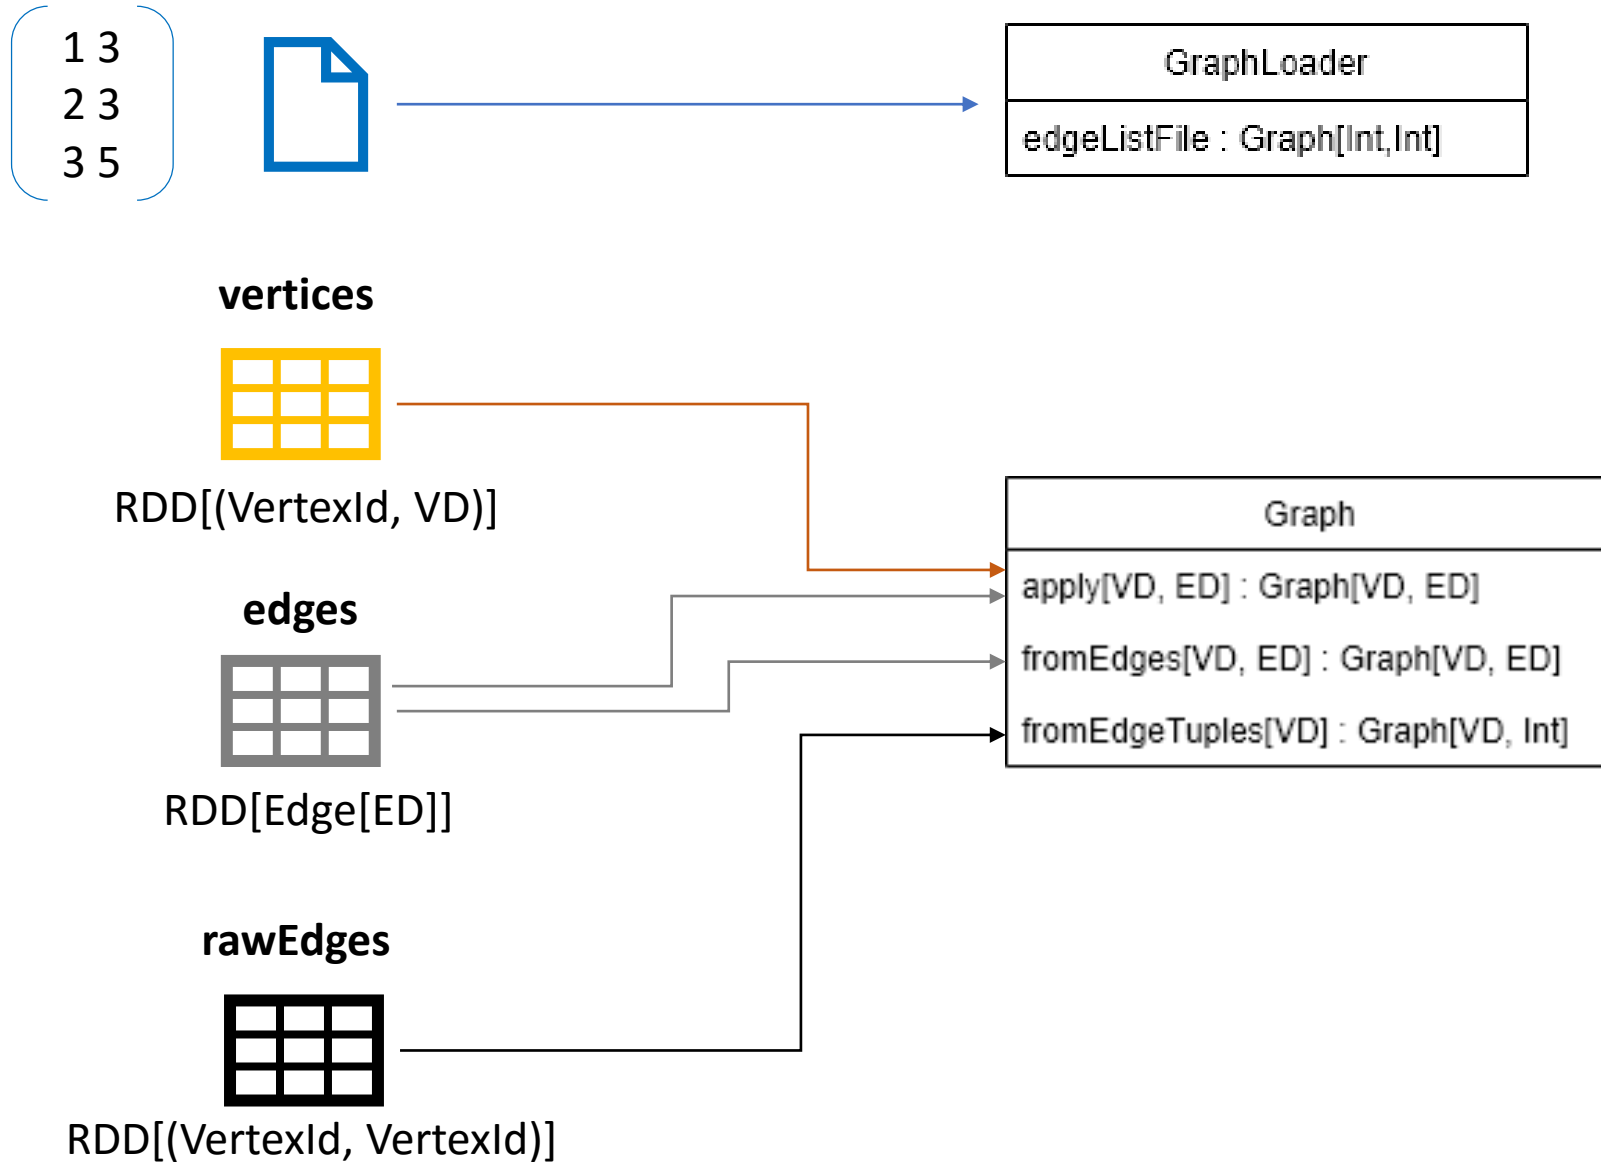 1 3
2 3
3 5
GraphLoader
edgeListFile : Graph[Int,Int]
vertices
RDD[(VertexId, VD)]
edges
RDD[Edge[ED]]
rawEdges
RDD[(VertexId, VertexId)]
Graph
apply[VD, ED] : Graph[VD, ED]
fromEdges[VD, ED] : Graph[VD, ED]
fromEdgeTuples[VD] : Graph[VD, Int]